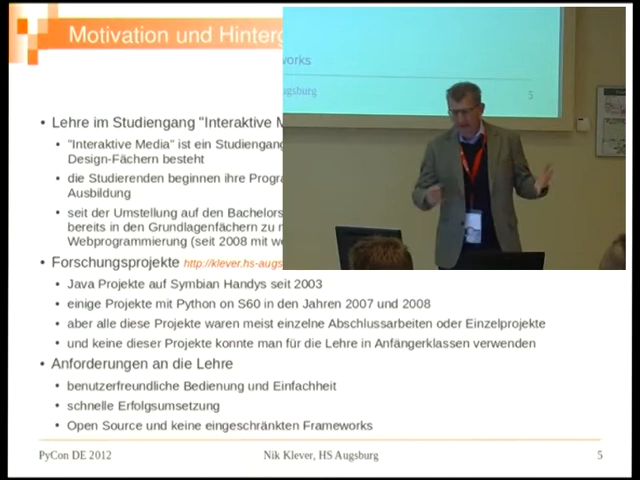 Motivation und Hinterg
• Lehre im Studiengang "Interaktive M
• "Interaktive Media" ist ein Studiengang
Design-Fächern besteht
• die Studierenden beginnen ihre Progra
Ausbildung
• seit der Umstellung auf den Bachelors
bereits in den Grundlagenfächern zu
Webprogrammierung (seit 2008 mit we
• Forschungsprojekte http://klever.hs-augs
• Java Projekte auf Symbian Handys seit 2003
• einige Projekte mit Python on S60 in den Jahren 2007 und 2008
• aber alle diese Projekte waren meist einzelne Abschlussarbeiten oder Einzelprojekte
• und keine dieser Projekte konnte man für die Lehre in Anfängerklassen verwenden
• Anforderungen an die Lehre
• benutzerfreundliche Bedienung und Einfachheit
• schnelle Erfolgsumsetzung
• Open Source und keine eingeschränkten Frameworks
PyCon DE 2012 Nik Klever, HS Augsburg 5
works
ugsburg 5